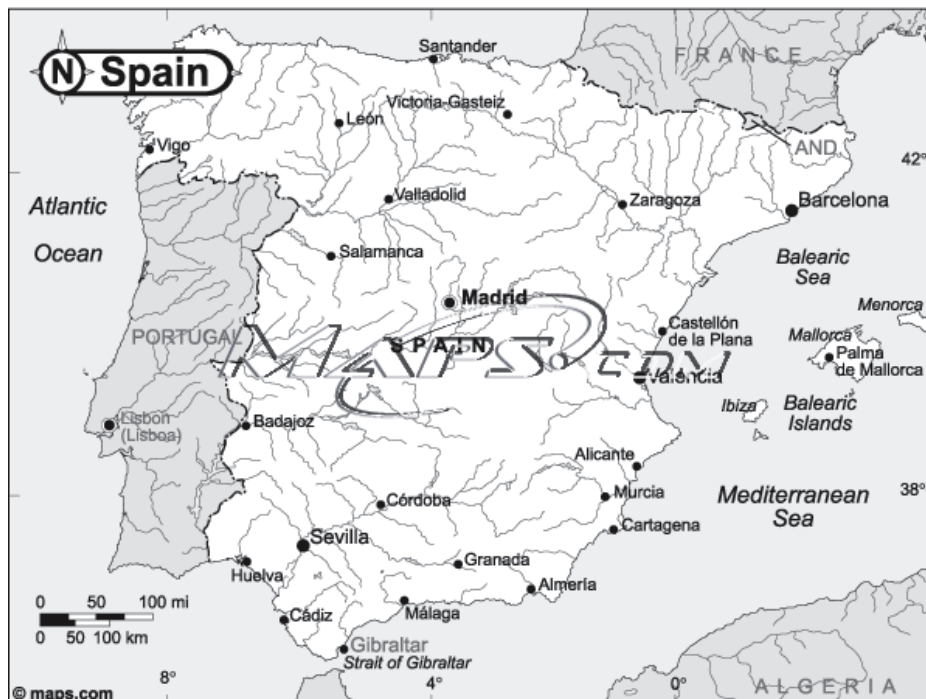 N Spain
Santander
FRANCE
Victoria-Gasteiz
León
Vigo
AND.
42°
Valladolid
Zaragoza
Barcelona
Atlantic
Ocean
Salamanca
Balearic
Sea
Madrid
Menorca
PORTUGAL
Castellón
de la Plana
Mallorca
SPAIN
MAPS.COM
Palma
de Mallorca
Valencia
Ibiza
Balearic
Islands
Lisbon
(Lisboa)
Badajoz
Alicante
Murcia
Mediterranean
Sea
38°
Córdoba
Cartagena
Sevilla
Granada
Huelva
Almería
0 50 100 mi
0 50 100 km
Cádiz
Málaga
Gibraltar
Strait of Gibraltar
8°
4°
0°
ALGERIA
© maps.com